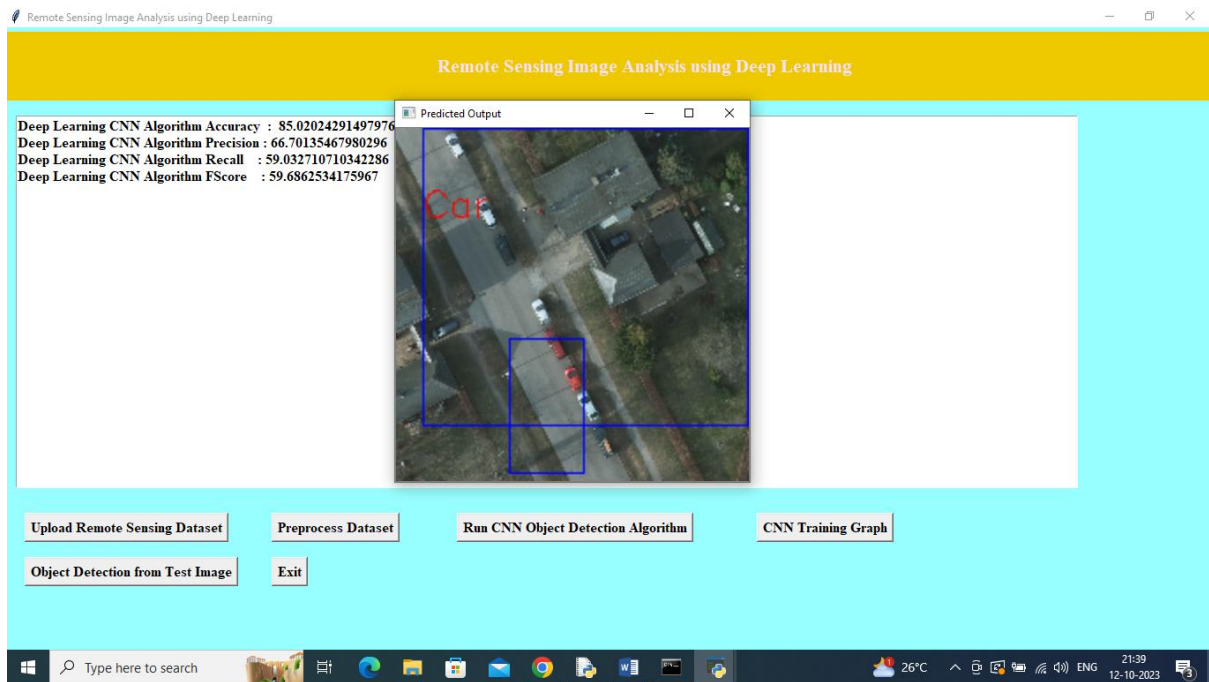 Remote Sensing Image Analysis using Deep Learning
Remote Sensing Image Analysis using Deep Learning
Predicted Output
Deep Learning CNN Algorithm Accuracy : 85.02024291497976
Deep Learning CNN Algorithm Precision : 66.70135467980296
Deep Learning CNN Algorithm Recall : 59.032710710342286
Deep Learning CNN Algorithm FScore : 59.6862534175967
Car
Upload Remote Sensing Dataset
Preprocess Dataset
Run CNN Object Detection Algorithm
CNN Training Graph
Object Detection from Test Image
Exit
Type here to search
26°C
ENG
21:39
12-10-2023
3